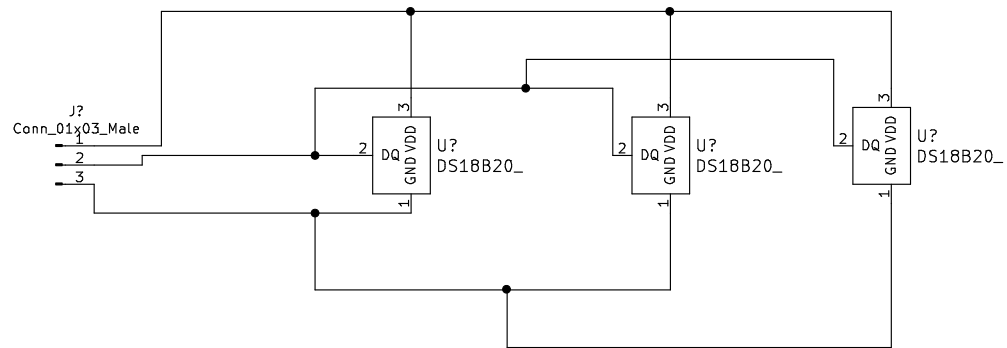 J?
Conn_01x03_Male
1
2
3
3
2
DQ
VDD
GND
1
U?
DS18B20_
3
2
DQ
VDD
GND
1
U?
DS18B20_
3
2
DQ
VDD
GND
1
U?
DS18B20_